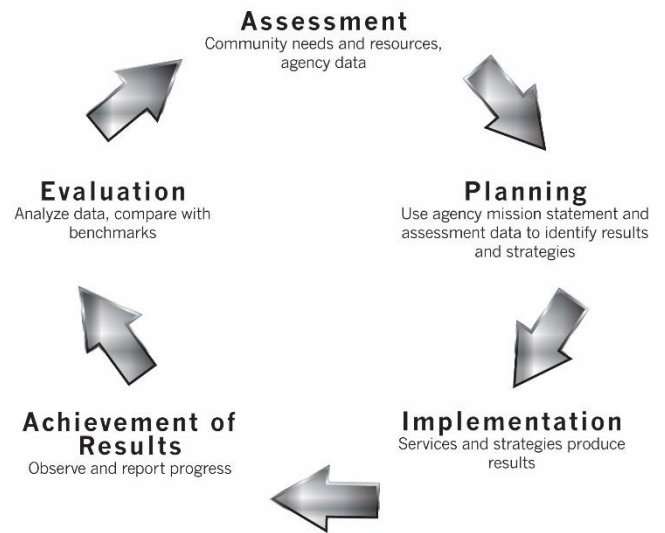 Assessment
Community needs and resources,
agency data
Planning
Use agency mission statement and
assessment data to identify results
and strategies
Implementation
Services and strategies produce
results
Achievement of
Results
Observe and report progress
Evaluation
Analyze data, compare with
benchmarks